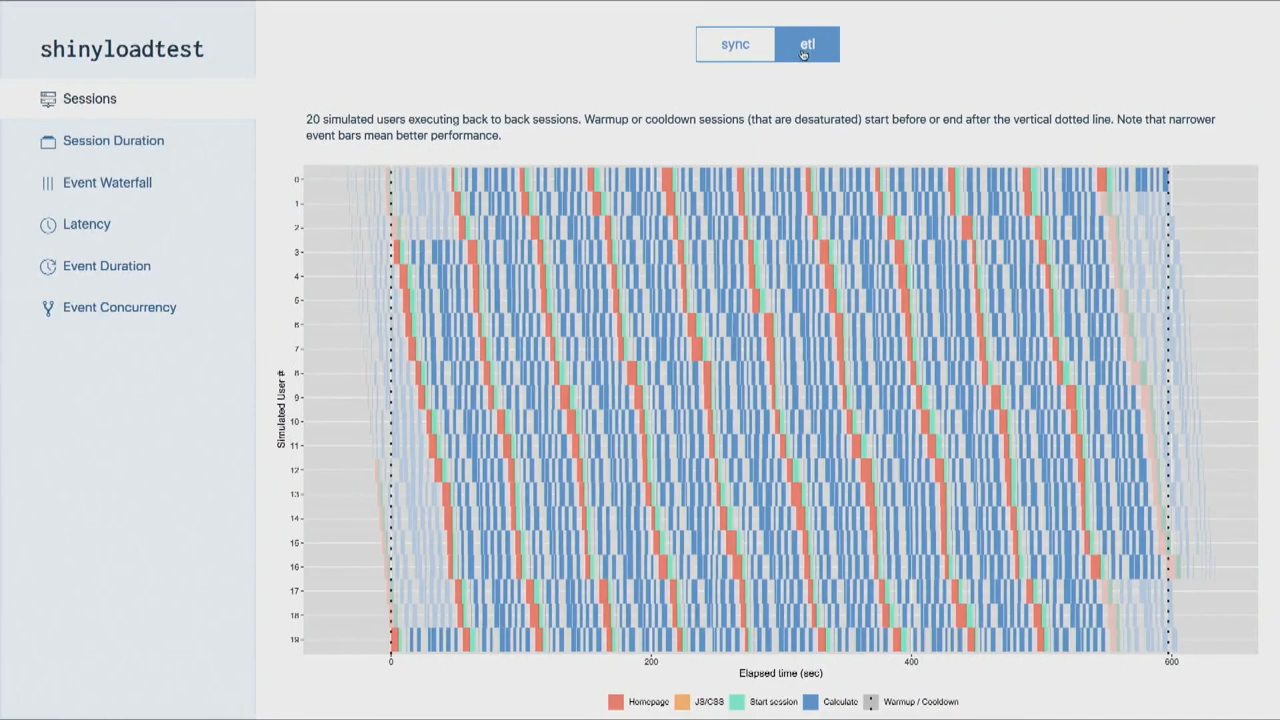 shinyloadtest
sync
etl
Sessions
Session Duration
Event Waterfall
Latency
Event Duration
Event Concurrency
20 simulated users executing back to back sessions. Warmup or cooldown sessions (that are desaturated) start before or end after the vertical dotted line. Note that narrower
event bars mean better performance.
Simulated User #
0
1
2
3
4
5
6
7
8
9
10
11
12
13
14
15
16
17
18
19
0
200
400
600
Elapsed time (sec)
Homepage
JS/CSS
Start session
Calculate
Warmup / Cooldown